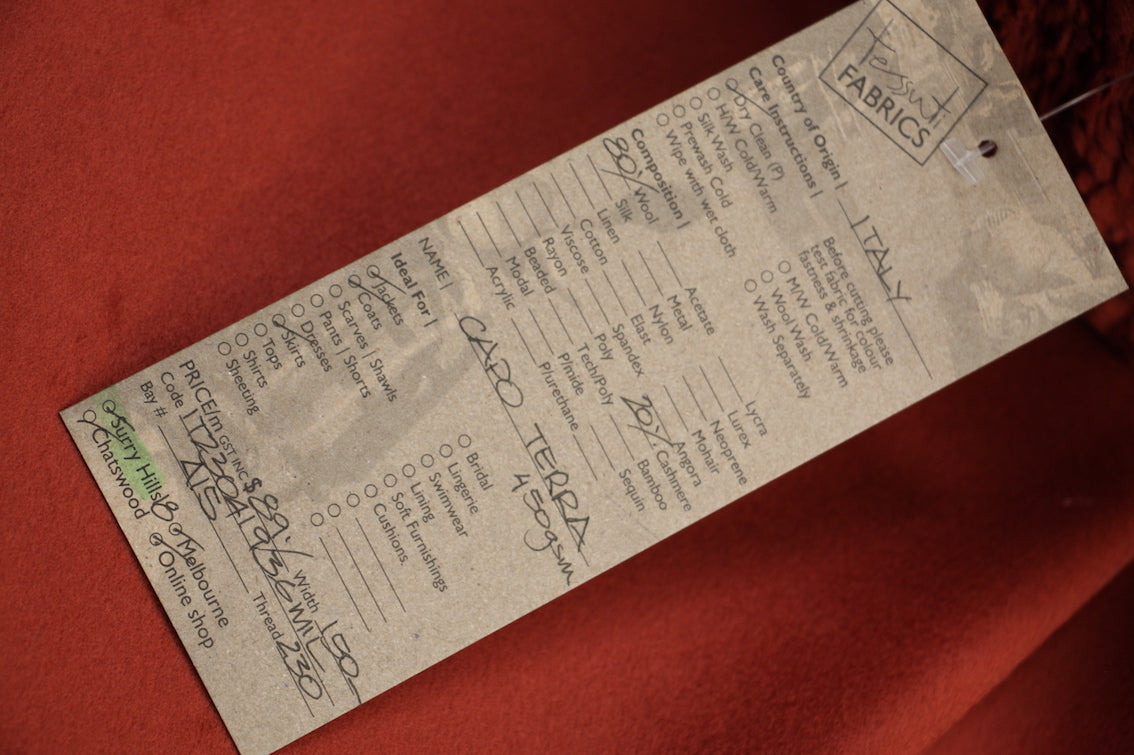 tessuti
FABRICS
Country of Origin | ITALY
Care Instructions |
Dry Clean (P)
H/W Cold/Warm
Silk Wash
Prewash Cold
Wipe with wet cloth
Before cutting please
test fabric for colour
fastness & shrinkage
M/W Cold/Warm
Wool Wash
Wash Separately
Composition |
80% Wool
Silk
Linen
Cotton
Viscose
Rayon
Beaded
Modal
Acrylic
Acetate
Metal
Nylon
Elast
Spandex
Poly
Tech/Poly
P/mide
P/urethane
Lycra
Lurex
Neoprene
Mohair
Angora
20% Cashmere
Bamboo
Sequin
NAME | CAPO TERRA
450gsm
Ideal For |
Jackets
Coats
Scarves | Shawls
Pants | Shorts
Dresses
Skirts
Tops
Shirts
Sheeting
Bridal
Lingerie
Swimwear
Lining
Soft Furnishings
Cushions.
PRICE/m GST INC $89.- Width 150-
Code Thread 230
Bay # A15
Surry Hills
Melbourne
Chatswood
Online shop